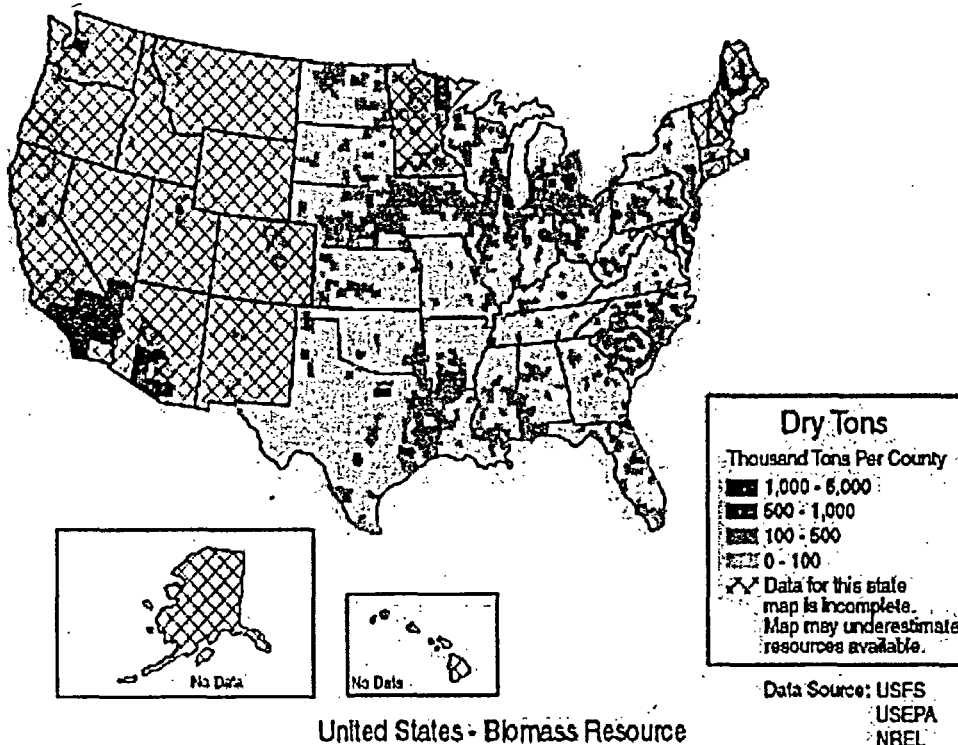 Dry Tons
Thousand Tons Per County
1,000 - 5,000
500 - 1,000
100 - 500
0 - 100
Data for this state
map is incomplete.
Map may underestimate
resources available.
No Data
No Data
Data Source: USFS
USEPA
NREL
United States - Biomass Resource